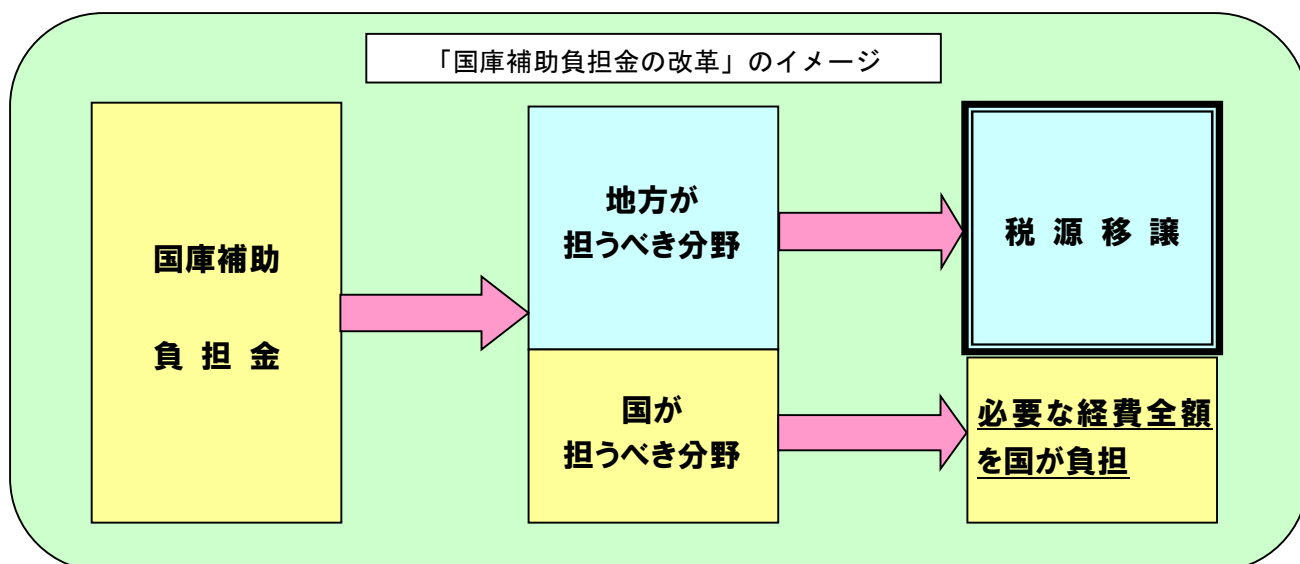 「国庫補助負担金の改革」のイメージ
国庫補助
負担金
地方が
担うべき分野
税源移譲
国が
担うべき分野
必要な経費全額
を国が負担